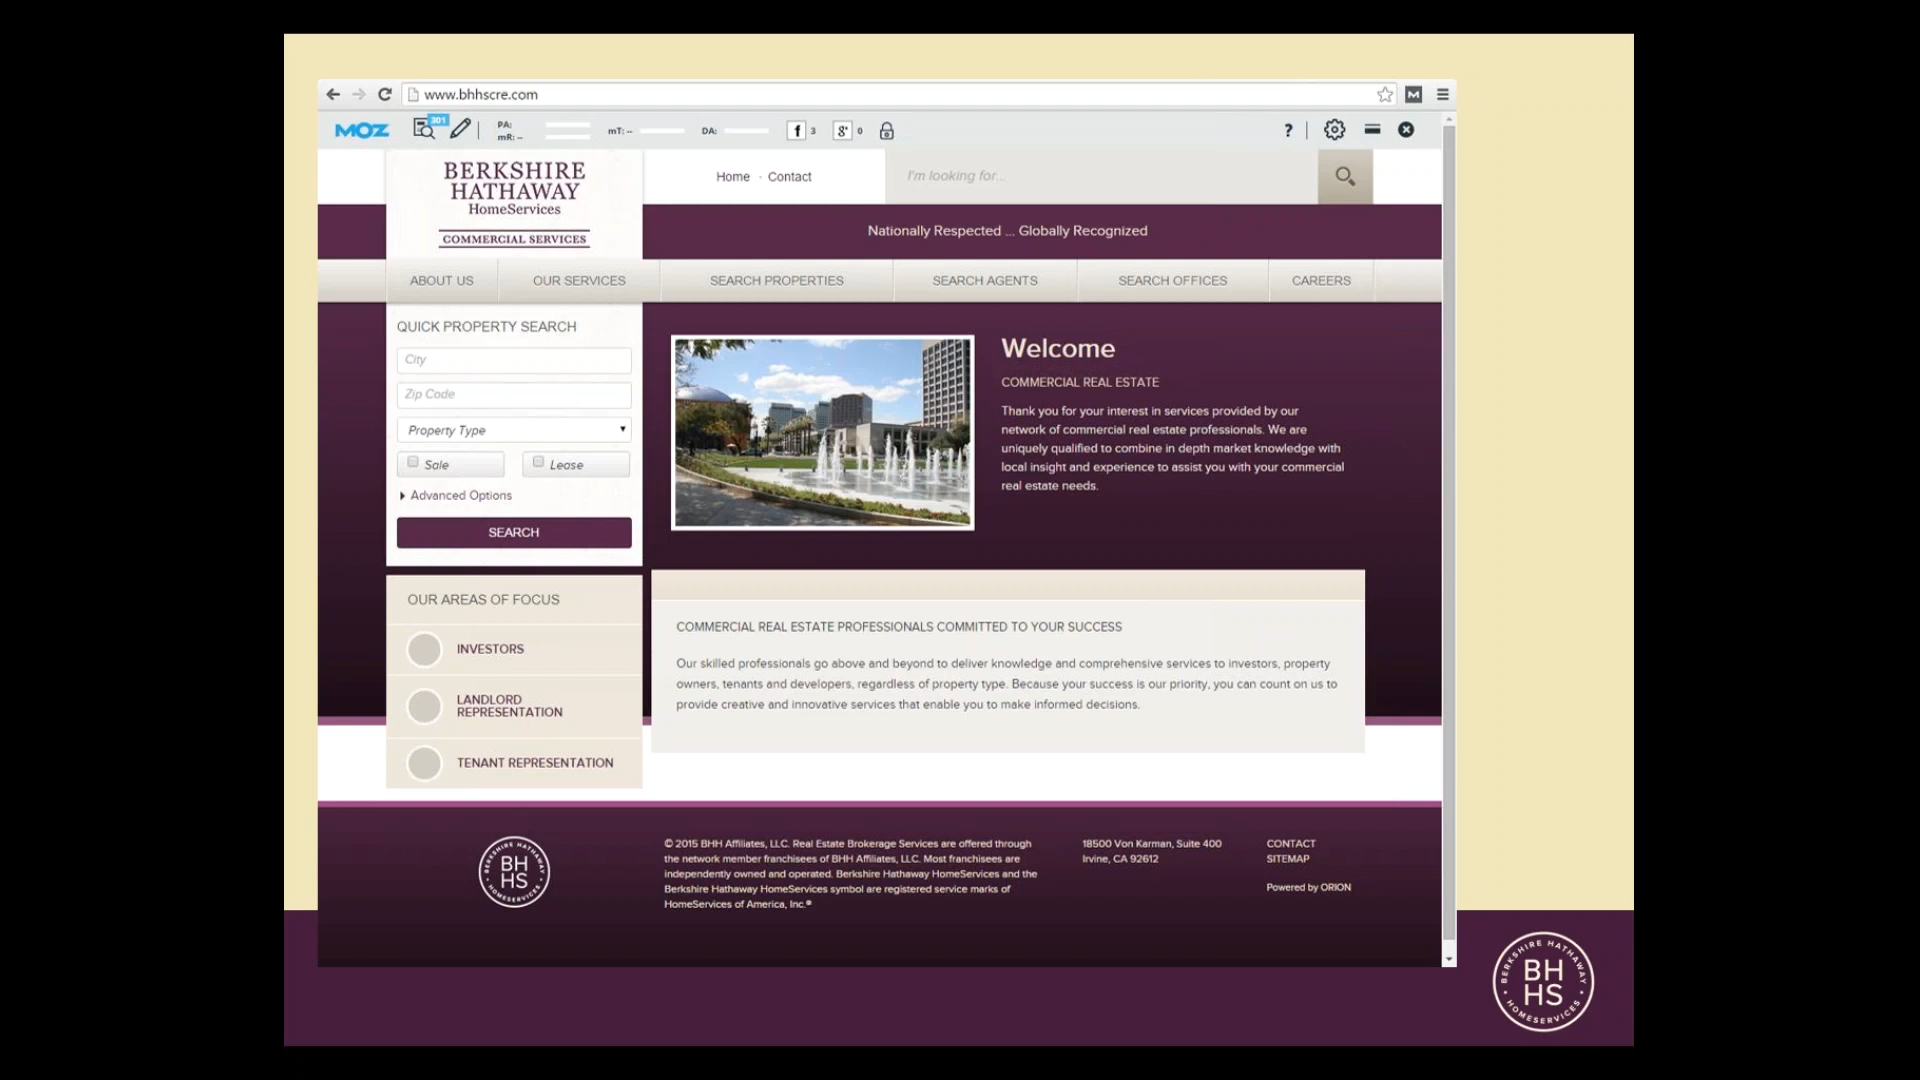 www.bhhscre.com
MOZ
301
PA:
mR: --
mT: --
DA:
f 3
g+ 0
?
M
BERKSHIRE
HATHAWAY
HomeServices
COMMERCIAL SERVICES
Home - Contact
I'm looking for...
Nationally Respected ... Globally Recognized
ABOUT US
OUR SERVICES
SEARCH PROPERTIES
SEARCH AGENTS
SEARCH OFFICES
CAREERS
QUICK PROPERTY SEARCH
City
Zip Code
Property Type
Sale
Lease
Advanced Options
SEARCH
Welcome
COMMERCIAL REAL ESTATE
Thank you for your interest in services provided by our
network of commercial real estate professionals. We are
uniquely qualified to combine in depth market knowledge with
local insight and experience to assist you with your commercial
real estate needs.
OUR AREAS OF FOCUS
INVESTORS
LANDLORD
REPRESENTATION
TENANT REPRESENTATION
COMMERCIAL REAL ESTATE PROFESSIONALS COMMITTED TO YOUR SUCCESS
Our skilled professionals go above and beyond to deliver knowledge and comprehensive services to investors, property
owners, tenants and developers, regardless of property type. Because your success is our priority, you can count on us to
provide creative and innovative services that enable you to make informed decisions.
BERKSHIRE HATHAWAY
BH
HS
HOMESERVICES
© 2015 BHH Affiliates, LLC. Real Estate Brokerage Services are offered through
the network member franchisees of BHH Affiliates, LLC. Most franchisees are
independently owned and operated. Berkshire Hathaway HomeServices and the
Berkshire Hathaway HomeServices symbol are registered service marks of
HomeServices of America, Inc.®
18500 Von Karman, Suite 400
Irvine, CA 92612
CONTACT
SITEMAP
Powered by ORION
BERKSHIRE HATHAWAY
BH
HS
HOMESERVICES